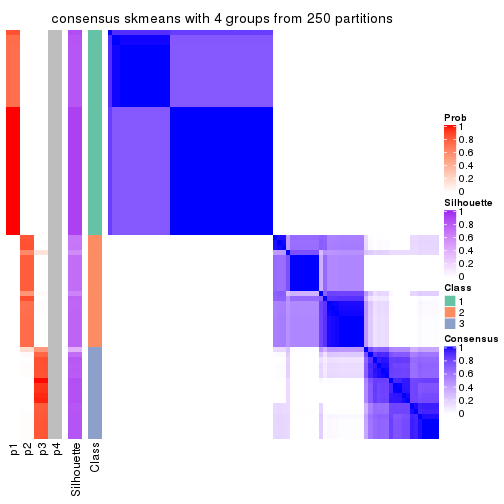 consensus skmeans with 4 groups from 250 partitions
Prob
1
0.8
0.6
0.4
0.2
0
Silhouette
1
0.8
0.6
0.4
0.2
0
Class
1
2
3
Consensus
1
0.8
0.6
0.4
0.2
0
p1
p2
p3
p4
Silhouette
Class